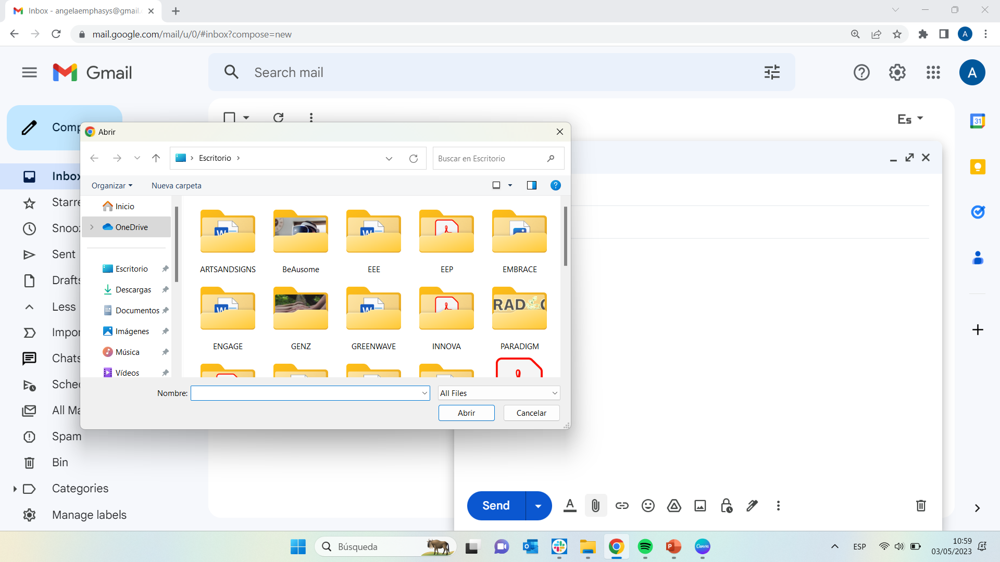 Inbox - angelaemphasys@gmail.
mail.google.com/mail/u/0/#inbox?compose=new
A
Gmail
Search mail
A
Comp
Es
31
Abrir
Escritorio
Buscar en Escritorio
Inbox
Organizar
Nueva carpeta
?
Starre
Inicio
OneDrive
Snooz
W
W
Sent
Escritorio
ARTSANDSIGNS
BeAusome
EEE
EEP
EMBRACE
Drafts
Descargas
Less
Documentos
W
W
RAD
Impor
Imágenes
Chats
Música
ENGAGE
GENZ
GREENWAVE
INNOVA
PARADIGM
Vídeos
Sched
Nombre:
All Files
All Ma
Abrir
Cancelar
Spam
Bin
Categories
Send
A
Manage labels
Búsqueda
Canva
ESP
10:59
03/05/2023